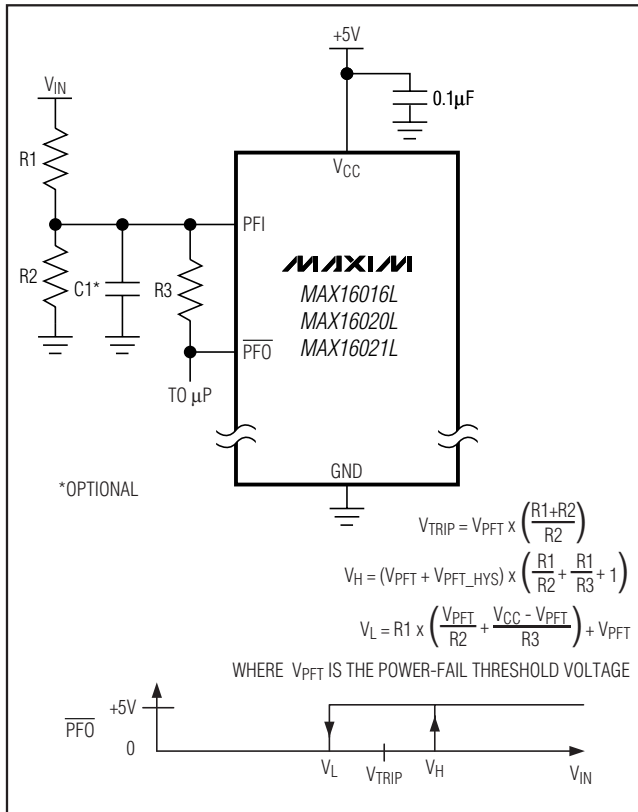 +5V
V_IN
0.1µF
R1
V_CC
PFI
R2
C1*
R3
MAXIM
MAX16016L
MAX16020L
MAX16021L
P̅F̅O̅
TO µP
GND
*OPTIONAL
V_TRIP = V_PFT x (R1+R2/R2)
V_H = (V_PFT + V_PFT_HYS) x (R1/R2 + R1/R3 + 1)
V_L = R1 x (V_PFT/R2 + V_CC - V_PFT/R3) + V_PFT
WHERE V_PFT IS THE POWER-FAIL THRESHOLD VOLTAGE
+5V
P̅F̅O̅
0
V_L V_TRIP V_H V_IN